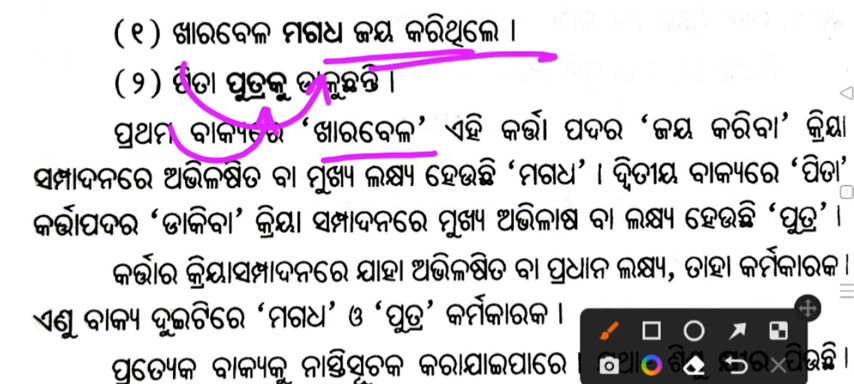 (୧) ଖାରବେଳ ମଗଧ ଜୟ କରିଥିଲେ ।
(୨) ପିତା ପୁତ୍ରକୁ ଡାକୁଛନ୍ତି ।
ପ୍ରଥମ ବାକ୍ୟରେ ‘ଖାରବେଳ’ ଏହି କର୍ତ୍ତା ପଦର ‘ଜୟ କରିବା’ କ୍ରିୟା
ସମ୍ପାଦନରେ ଅଭିଳଷିତ ବା ମୁଖ୍ୟ ଲକ୍ଷ୍ୟ ହେଉଛି ‘ମଗଧ’ । ଦ୍ୱିତୀୟ ବାକ୍ୟରେ ‘ପିତା’
କର୍ତ୍ତାପଦର ‘ଡାକିବା’ କ୍ରିୟା ସମ୍ପାଦନରେ ମୁଖ୍ୟ ଅଭିଳାଷ ବା ଲକ୍ଷ୍ୟ ହେଉଛି ‘ପୁତ୍ର’ ।
କର୍ତ୍ତାର କ୍ରିୟାସମ୍ପାଦନରେ ଯାହା ଅଭିଳଷିତ ବା ପ୍ରଧାନ ଲକ୍ଷ୍ୟ, ତାହା କର୍ମକାରକ ।
ଏଣୁ ବାକ୍ୟ ଦୁଇଟିରେ ‘ମଗଧ’ ଓ ‘ପୁତ୍ର’ କର୍ମକାରକ ।
ପ୍ରତ୍ୟେକ ବାକ୍ୟକୁ ନାସ୍ତିସୂଚକ କରାଯାଇପାରେ ।